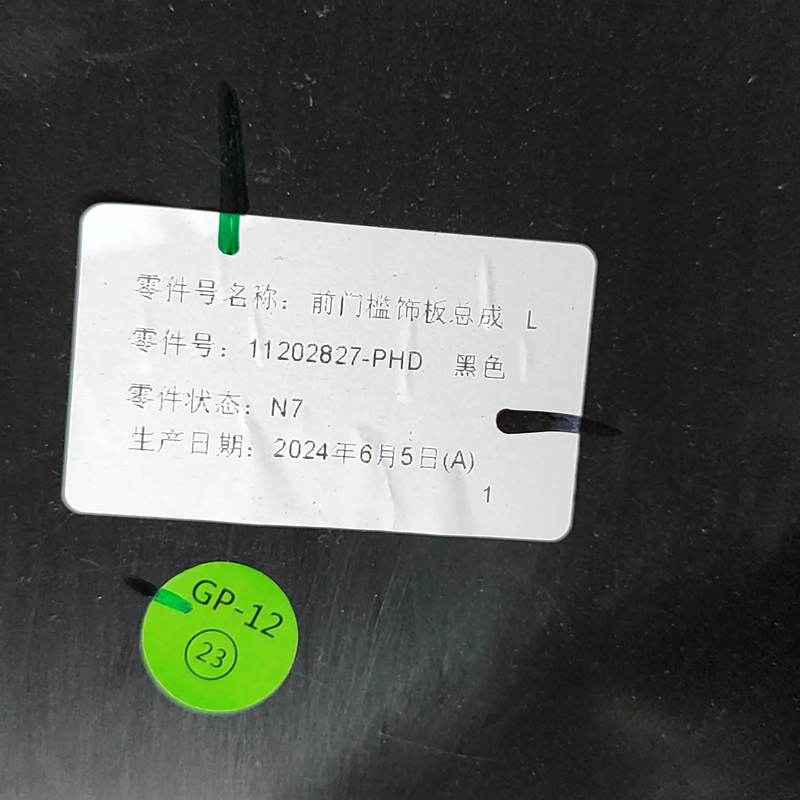 零件号名称：前门槛饰板总成 L
零件号：11202827-PHD 黑色
零件状态：N7
生产日期：2024年6月5日(A)
1
GP-12
23